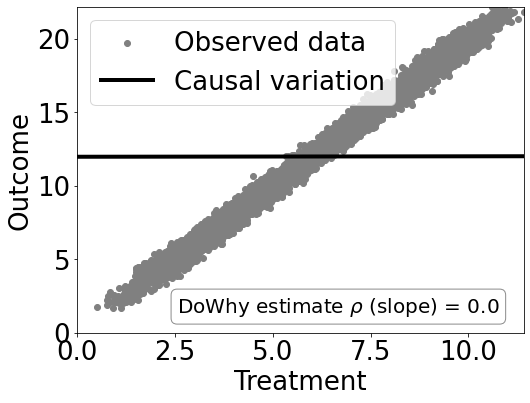 20
15
10
5
0
Outcome
Observed data
Causal variation
DoWhy estimate ρ (slope) = 0.0
0.0 2.5 5.0 7.5 10.0
Treatment